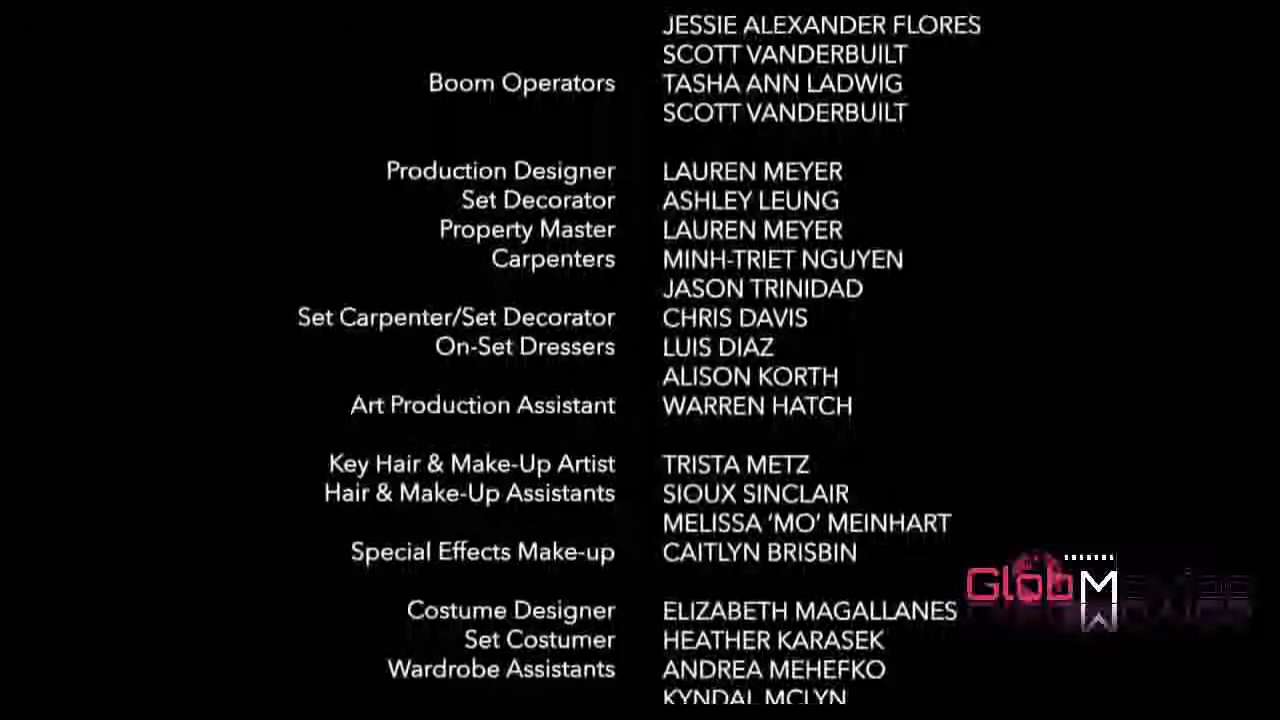 JESSIE ALEXANDER FLORES
SCOTT VANDERBUILT
Boom Operators TASHA ANN LADWIG
SCOTT VANDERBUILT
Production Designer LAUREN MEYER
Set Decorator ASHLEY LEUNG
Property Master LAUREN MEYER
Carpenters MINH-TRIET NGUYEN
JASON TRINIDAD
Set Carpenter/Set Decorator CHRIS DAVIS
On-Set Dressers LUIS DIAZ
ALISON KORTH
Art Production Assistant WARREN HATCH
Key Hair & Make-Up Artist TRISTA METZ
Hair & Make-Up Assistants SIOUX SINCLAIR
MELISSA ‘MO’ MEINHART
Special Effects Make-up CAITLYN BRISBIN
GlobMovies
Costume Designer ELIZABETH MAGALLANES
Set Costumer HEATHER KARASEK
Wardrobe Assistants ANDREA MEHEFKO
KYNDAL MCLYN